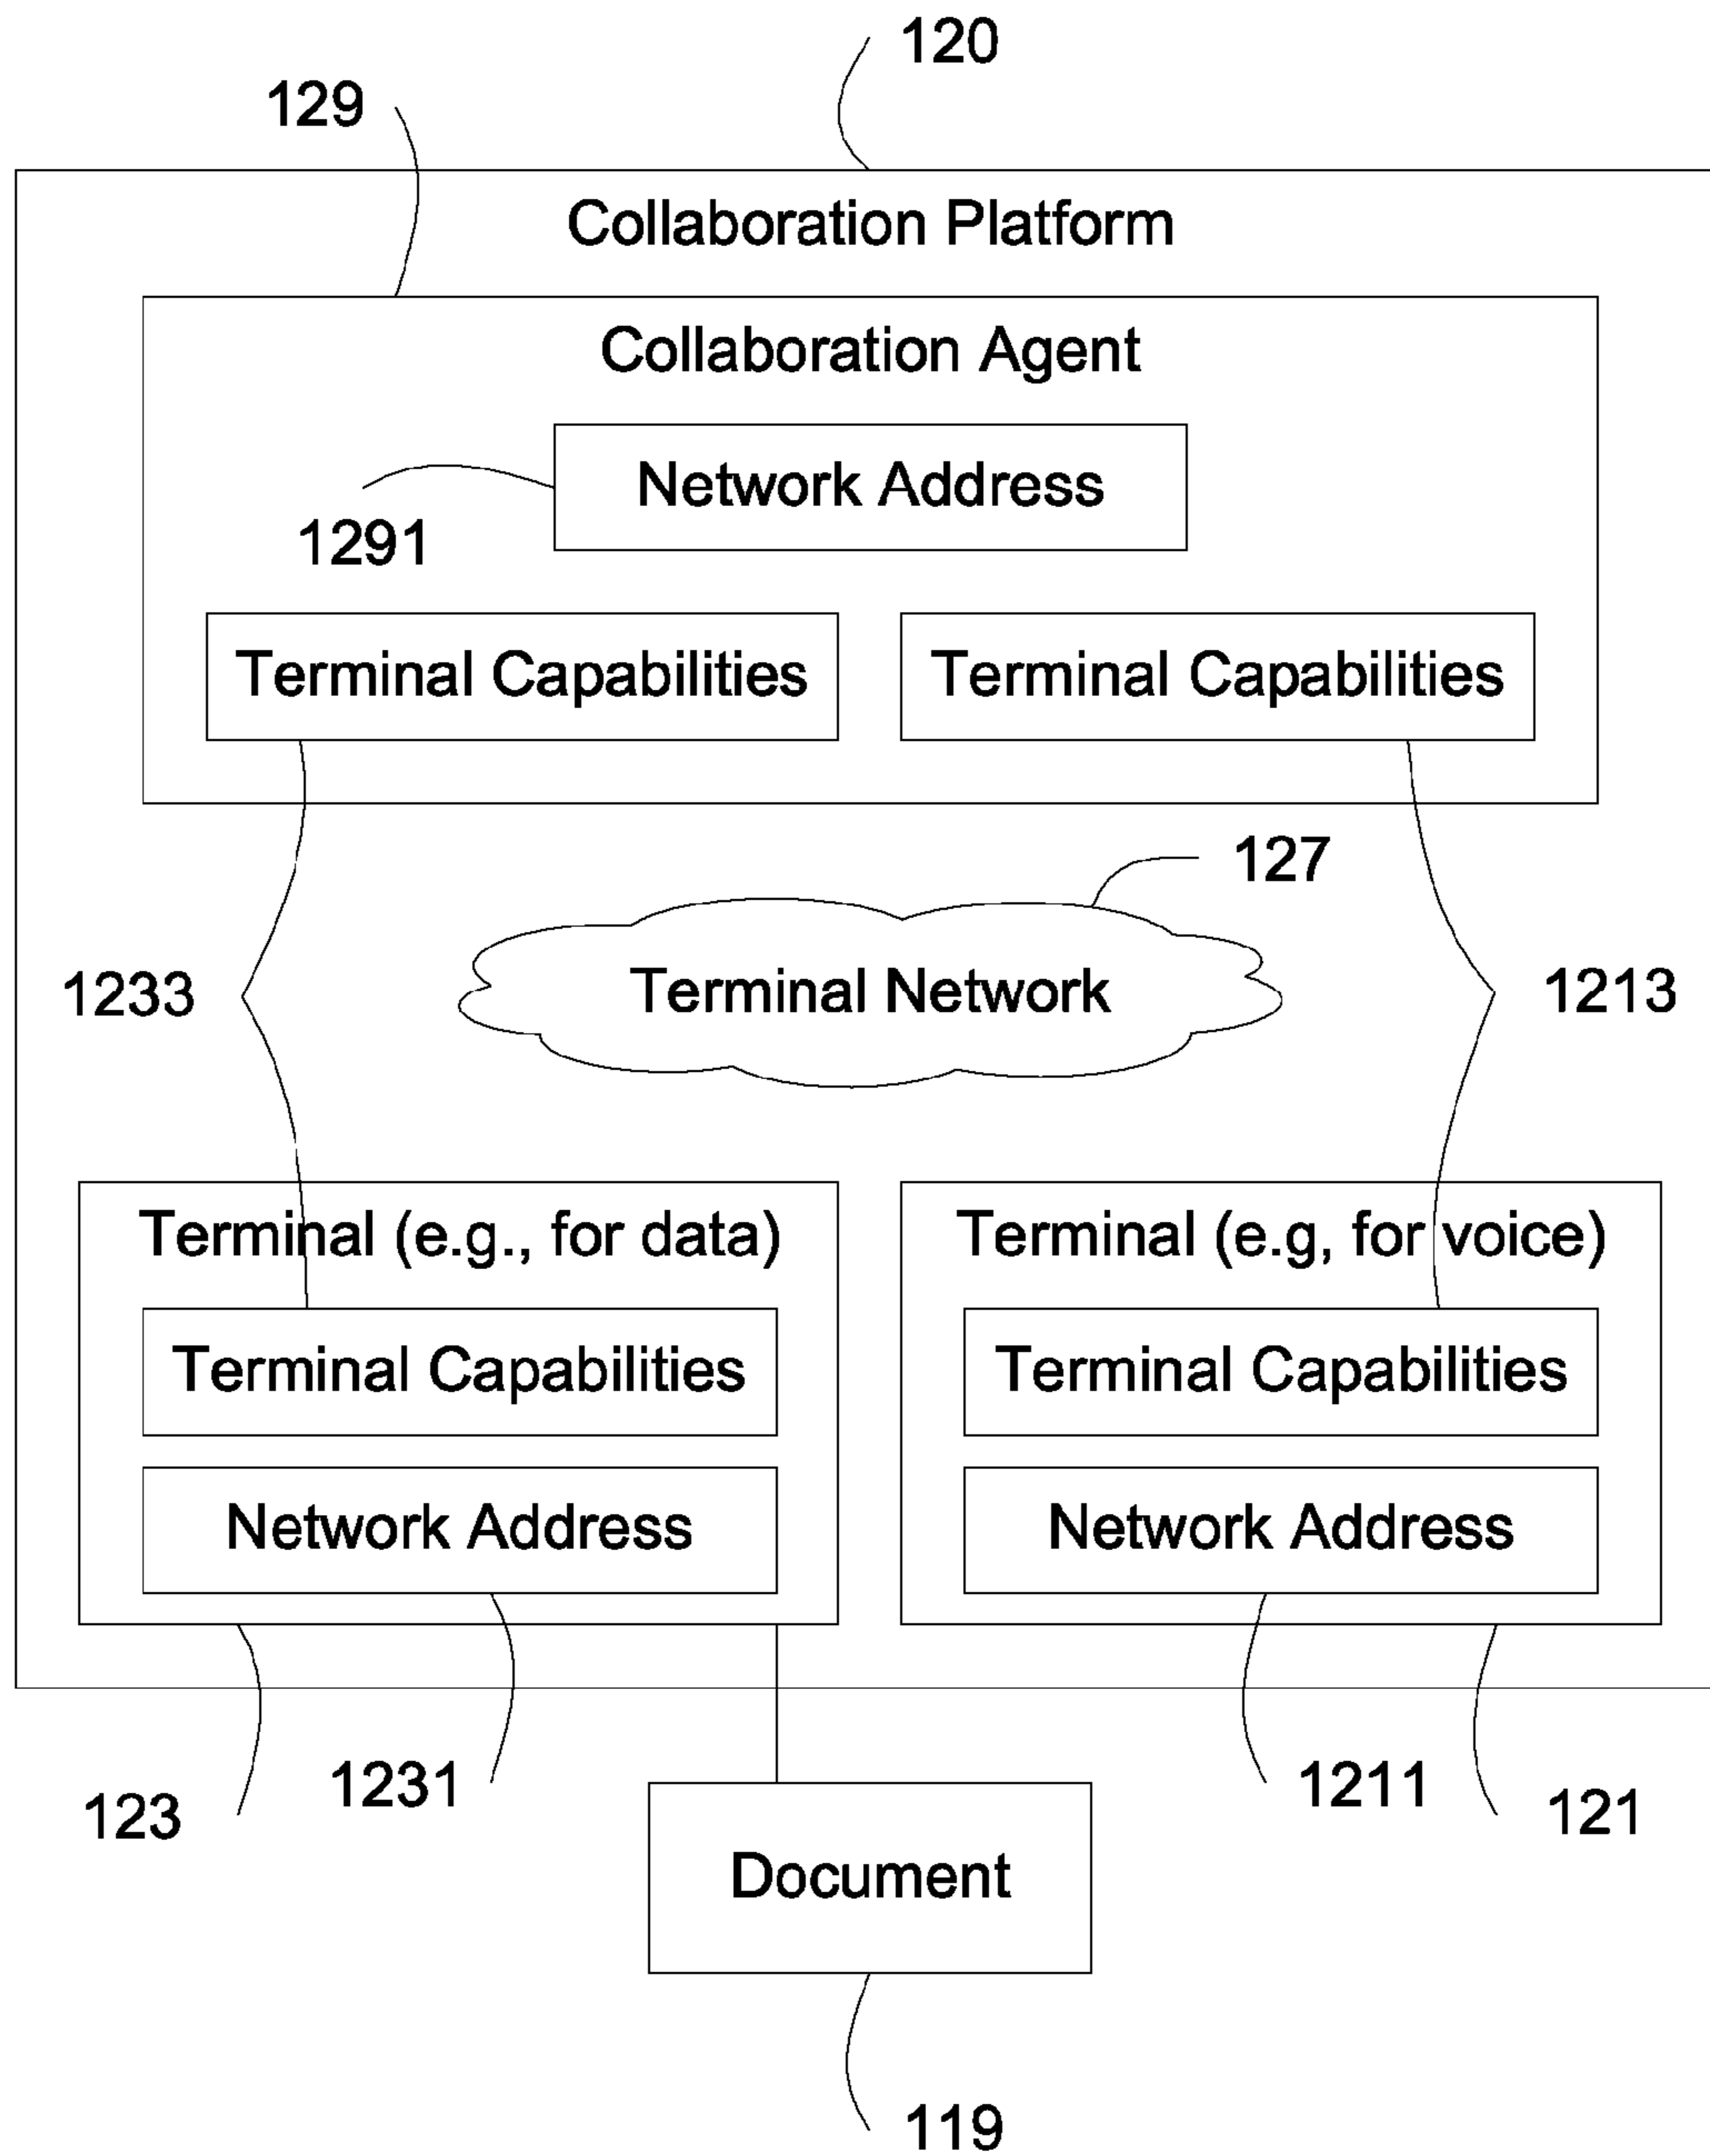 120
129
Collaboration Platform
Collaboration Agent
Network Address
1291
Terminal Capabilities
Terminal Capabilities
127
1233
Terminal Network
1213
Terminal (e.g., for data)
Terminal (e.g, for voice)
Terminal Capabilities
Terminal Capabilities
Network Address
Network Address
123
1231
1211
121
Document
119